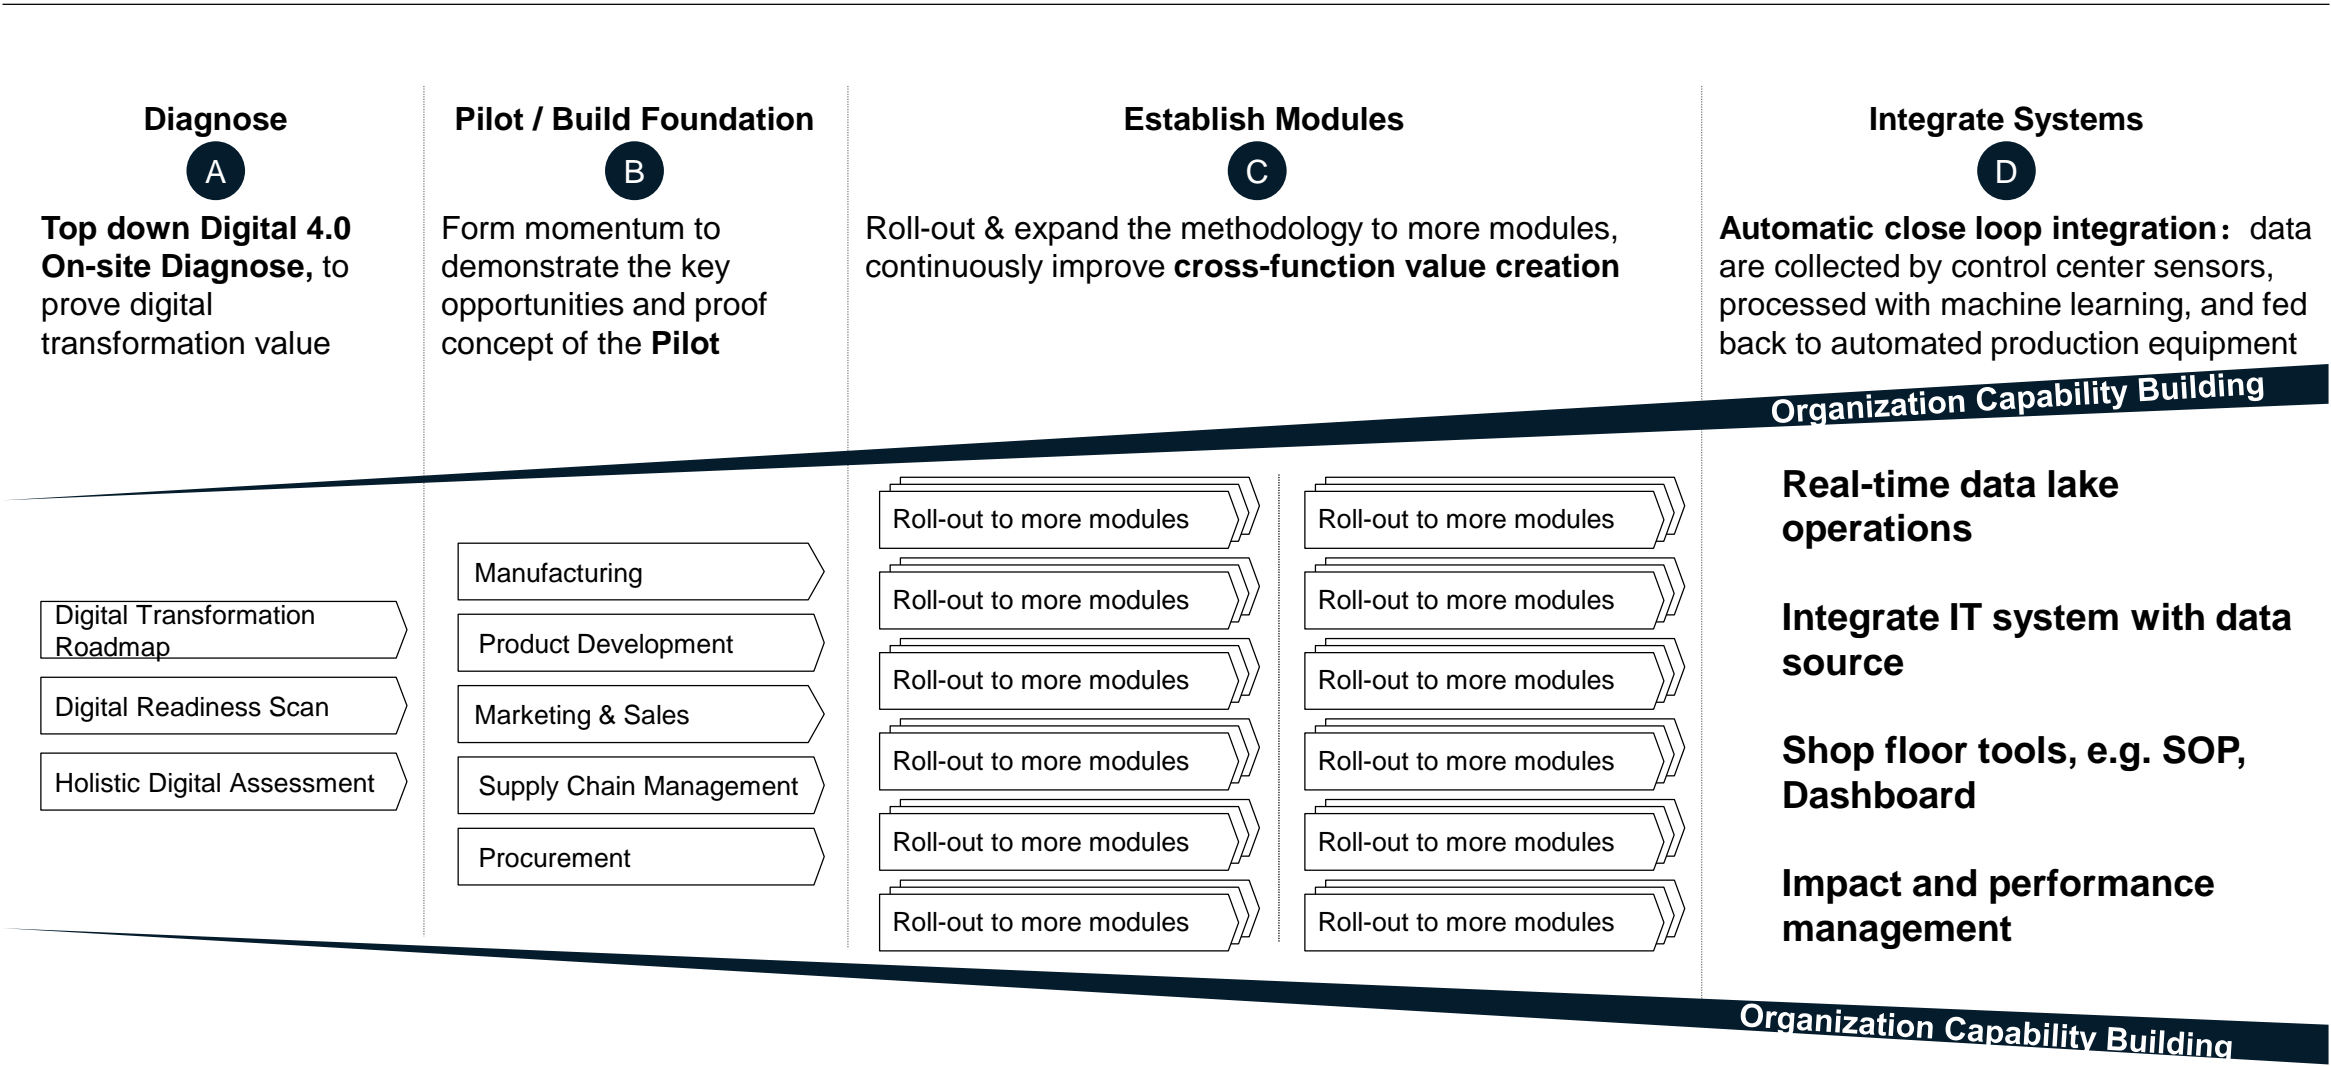 Diagnose
A
Top down Digital 4.0
On-site Diagnose, to
prove digital
transformation value
Digital Transformation
Roadmap
Digital Readiness Scan
Holistic Digital Assessment
Pilot / Build Foundation
B
Form momentum to
demonstrate the key
opportunities and proof
concept of the Pilot
Manufacturing
Product Development
Marketing & Sales
Supply Chain Management
Procurement
Establish Modules
C
Roll-out & expand the methodology to more modules,
continuously improve cross-function value creation
Roll-out to more modules
Roll-out to more modules
Roll-out to more modules
Roll-out to more modules
Roll-out to more modules
Roll-out to more modules
Roll-out to more modules
Roll-out to more modules
Roll-out to more modules
Roll-out to more modules
Roll-out to more modules
Roll-out to more modules
Integrate Systems
D
Automatic close loop integration：data
are collected by control center sensors,
processed with machine learning, and fed
back to automated production equipment
Organization Capability Building
Real-time data lake
operations
Integrate IT system with data
source
Shop floor tools, e.g. SOP,
Dashboard
Impact and performance
management
Organization Capability Building